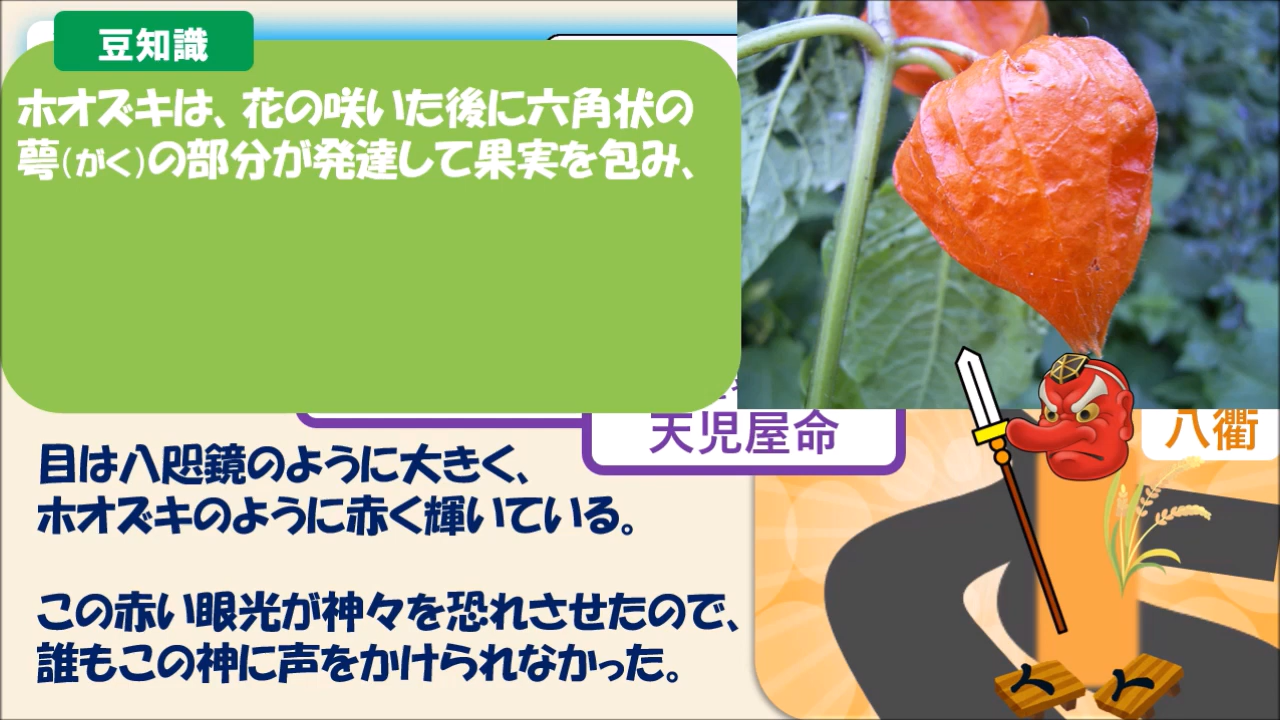 豆知識
ホオズキは、花の咲いた後に六角状の
萼(がく)の部分が発達して果実を包み、
天児屋命
八衢
目は八咫鏡のように大きく、
ホオズキのように赤く輝いている。
この赤い眼光が神々を恐れさせたので、
誰もこの神に声をかけられなかった。